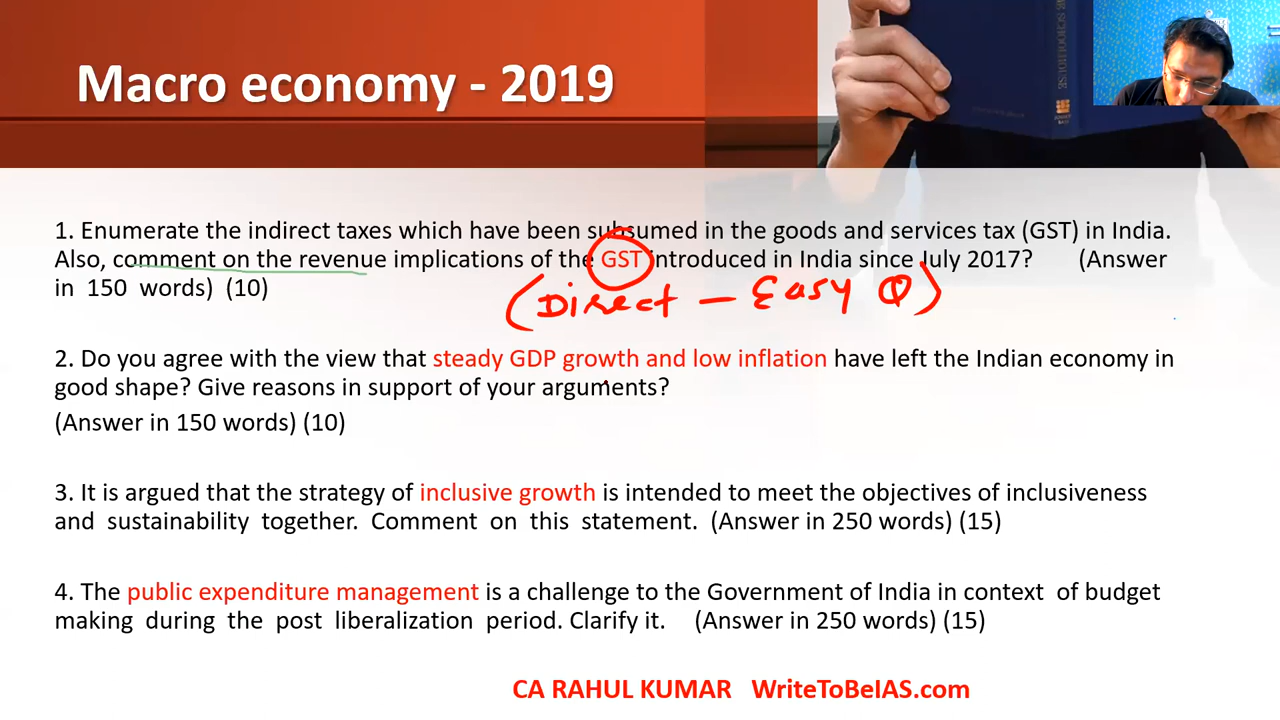 Macro economy - 2019
1. Enumerate the indirect taxes which have been subsumed in the goods and services tax (GST) in India.
Also, comment on the revenue implications of the GST introduced in India since July 2017? (Answer
in 150 words) (10)
(Direct - Easy Q)
2. Do you agree with the view that steady GDP growth and low inflation have left the Indian economy in
good shape? Give reasons in support of your arguments?
(Answer in 150 words) (10)
3. It is argued that the strategy of inclusive growth is intended to meet the objectives of inclusiveness
and sustainability together. Comment on this statement. (Answer in 250 words) (15)
4. The public expenditure management is a challenge to the Government of India in context of budget
making during the post liberalization period. Clarify it. (Answer in 250 words) (15)
CA RAHUL KUMAR WriteToBeIAS.com